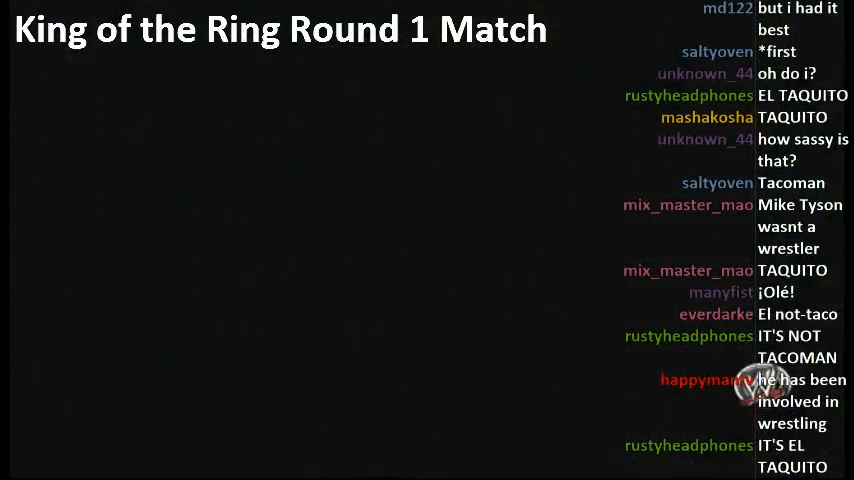 King of the Ring Round 1 Match
md122 but i had it
best
saltyoven *first
unknown_44 oh do i?
rustyheadphones EL TAQUITO
mashakosha TAQUITO
unknown_44 how sassy is
that?
saltyoven Tacoman
mix_master_mao Mike Tyson
wasnt a
wrestler
mix_master_mao TAQUITO
manyfist ¡Olé!
everdarke El not-taco
rustyheadphones IT'S NOT
TACOMAN
he has been
involved in
wrestling
rustyheadphones IT'S EL
TAQUITO